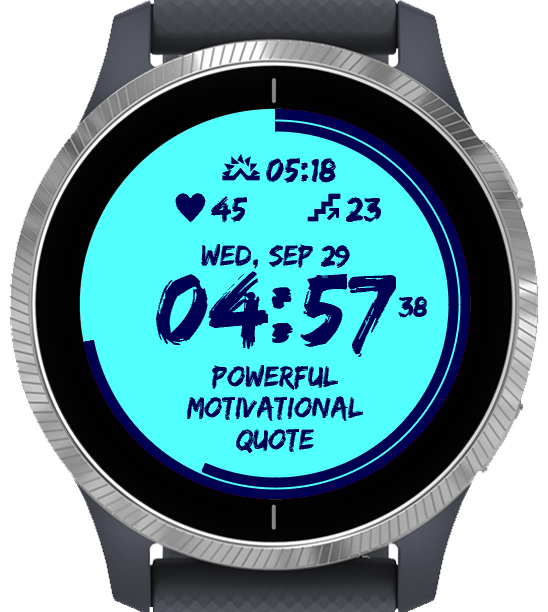 05:18
45 23
WED, SEP 29
04:57 38
POWERFUL
MOTIVATIONAL
QUOTE